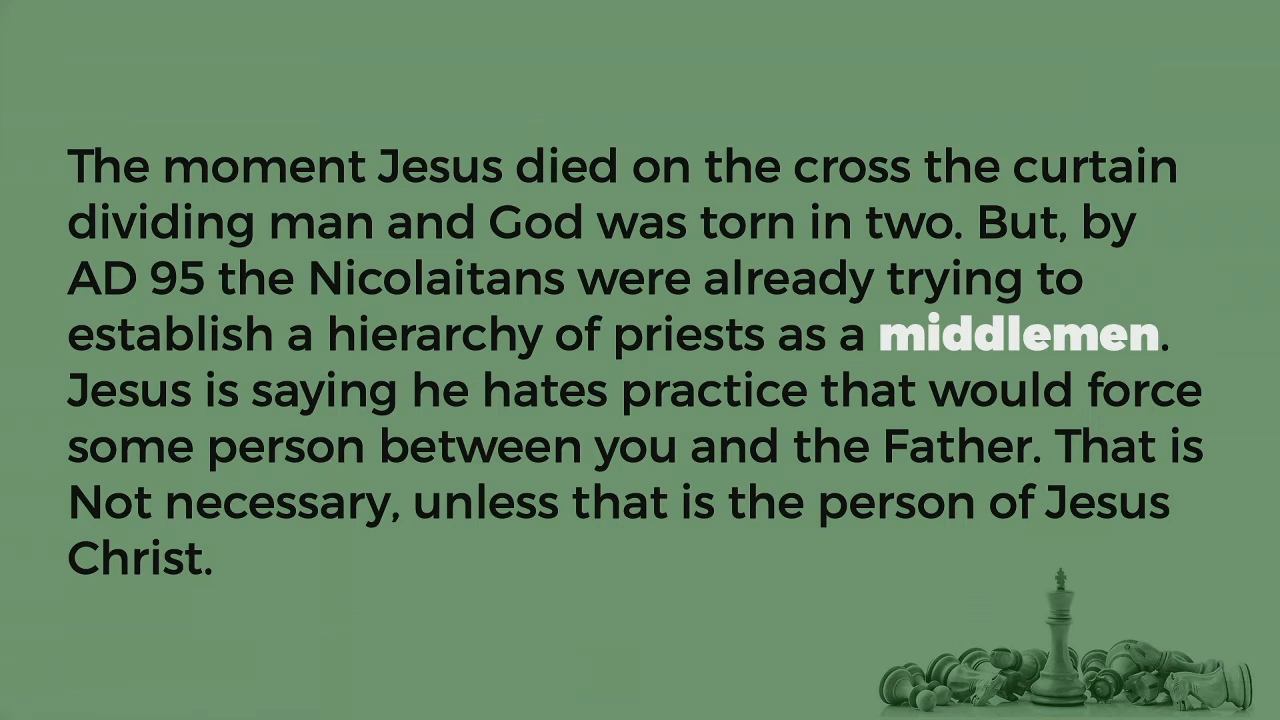 The moment Jesus died on the cross the curtain
dividing man and God was torn in two. But, by
AD 95 the Nicolaitans were already trying to
establish a hierarchy of priests as a middlemen.
Jesus is saying he hates practice that would force
some person between you and the Father. That is
Not necessary, unless that is the person of Jesus
Christ.